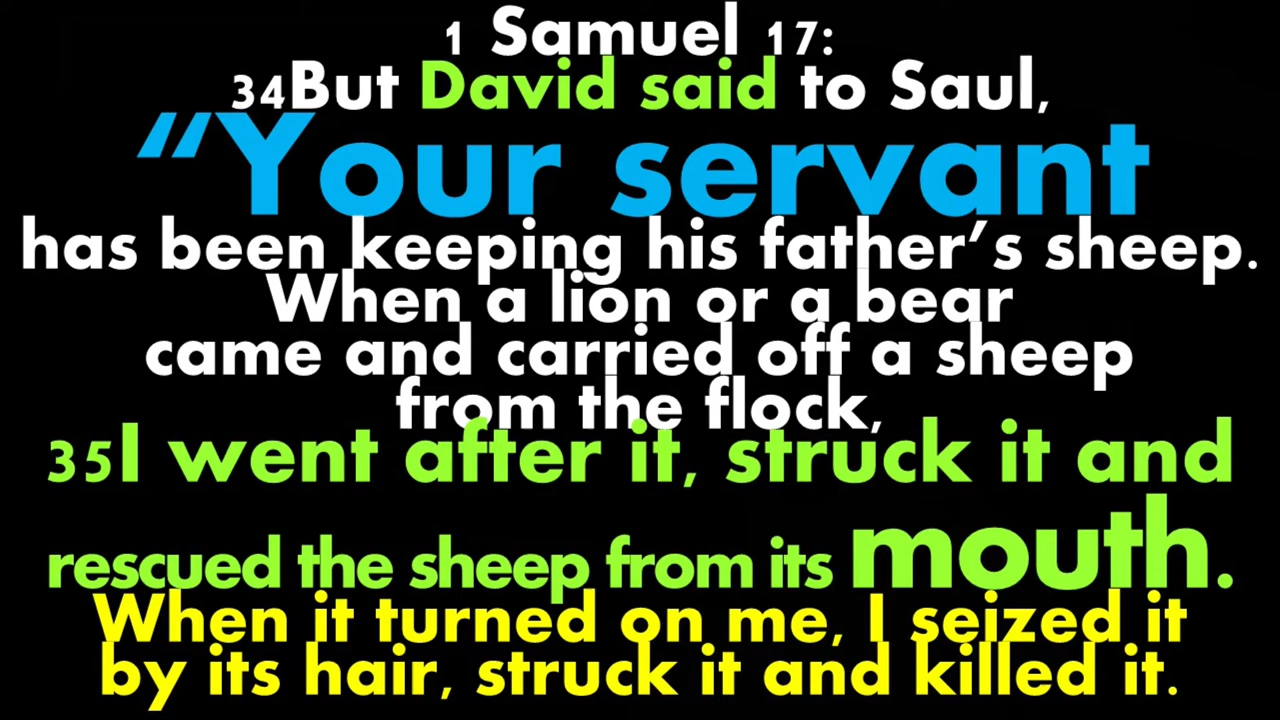 1 Samuel 17:
34But David said to Saul,
“Your servant
has been keeping his father’s sheep.
When a lion or a bear
came and carried off a sheep
from the flock,
35I went after it, struck it and
rescued the sheep from its mouth.
When it turned on me, I seized it
by its hair, struck it and killed it.